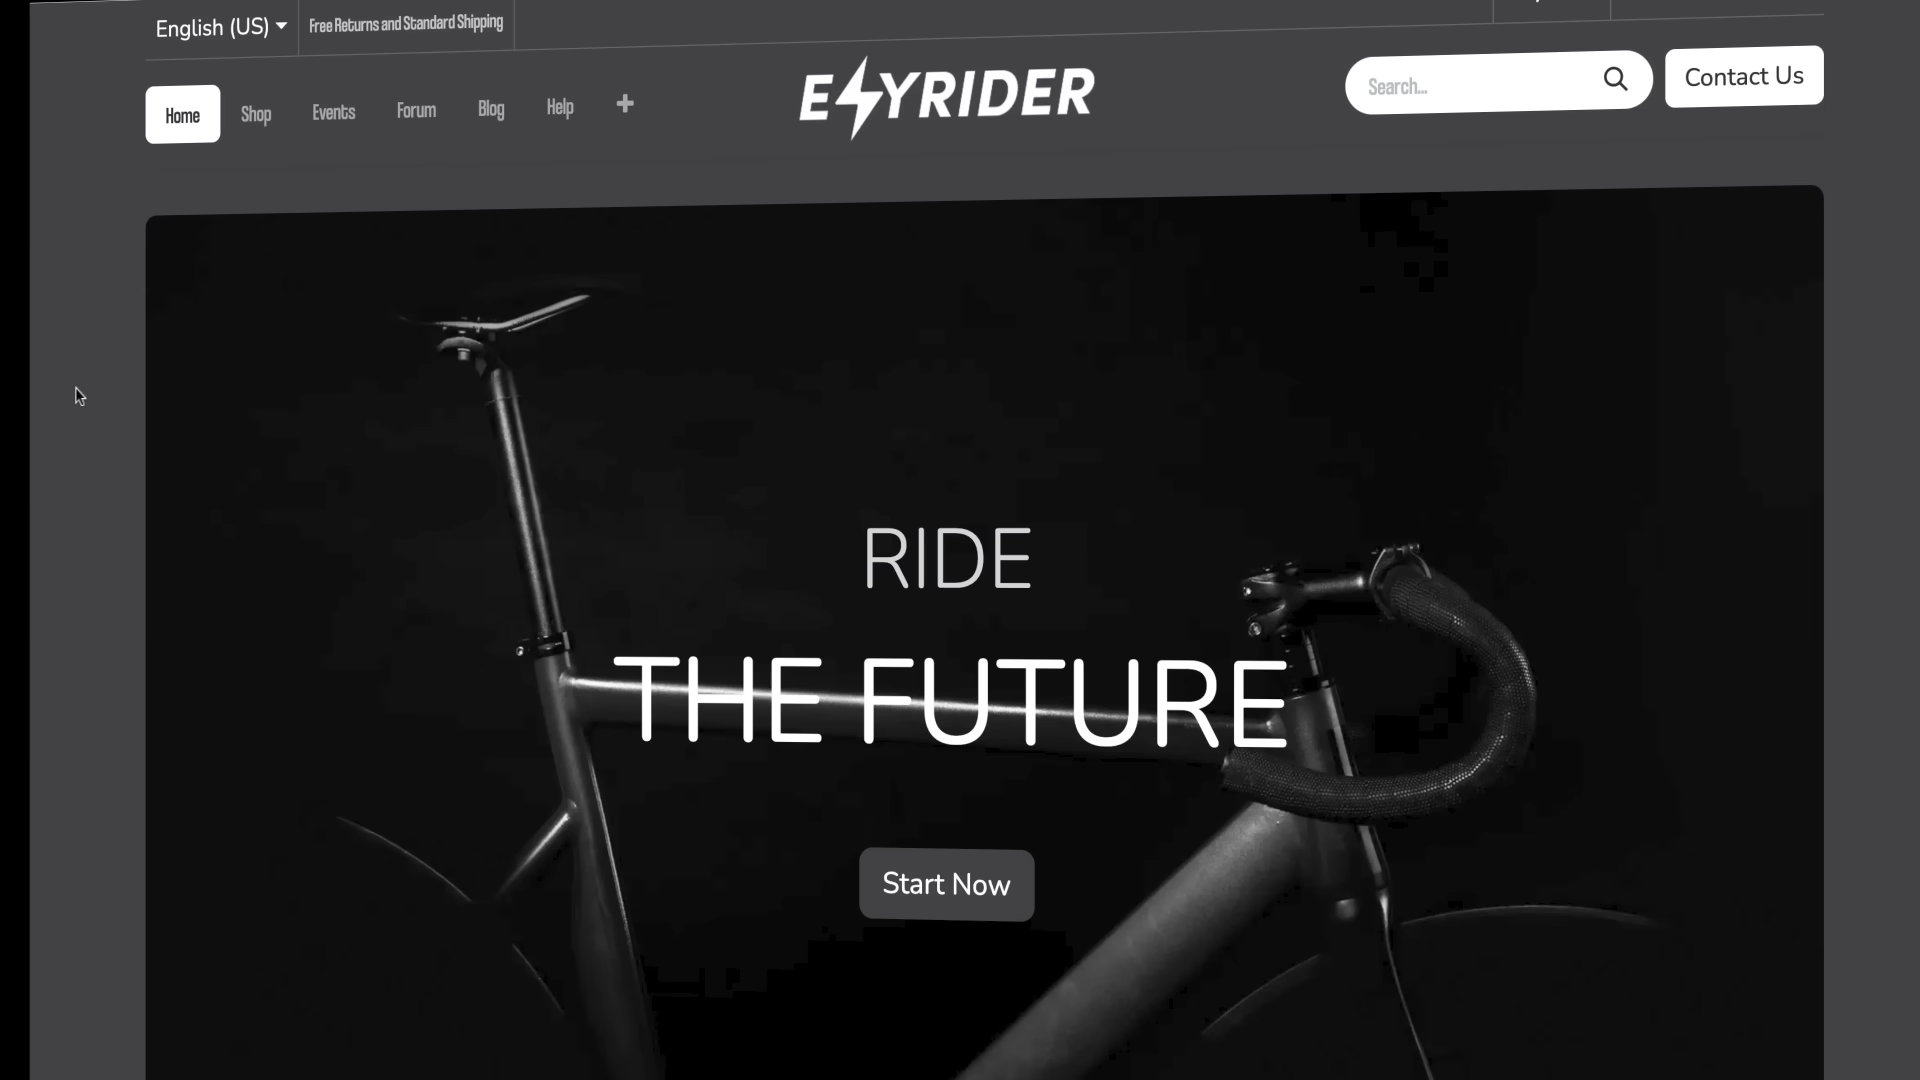 English (US)
Free Returns and Standard Shipping
Home
Shop
Events
Forum
Blog
Help
E⚡YRIDER
Search...
Contact Us
RIDE
THE FUTURE
Start Now